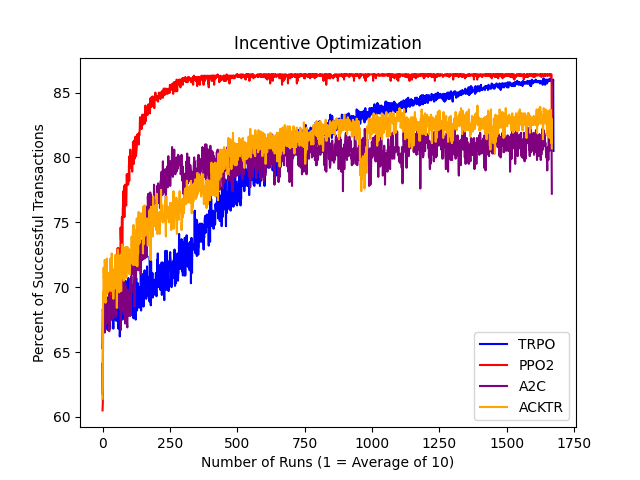 Incentive Optimization
Percent of Successful Transactions
85
80
75
70
65
60
0
250
500
750
1000
1250
1500
1750
Number of Runs (1 = Average of 10)
TRPO
PPO2
A2C
ACKTR